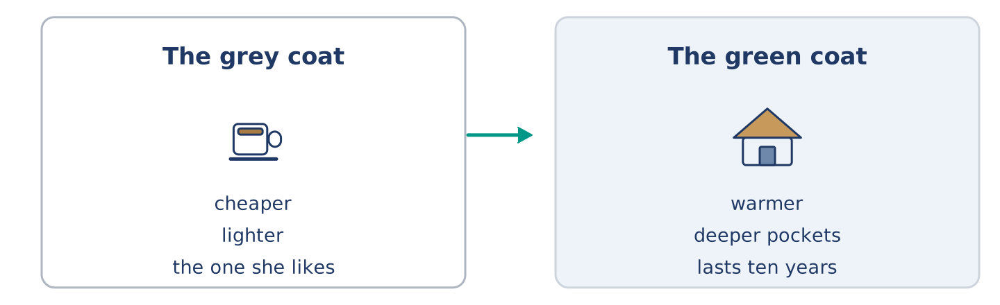 The grey coat
cheaper
lighter
the one she likes
The green coat
warmer
deeper pockets
lasts ten years